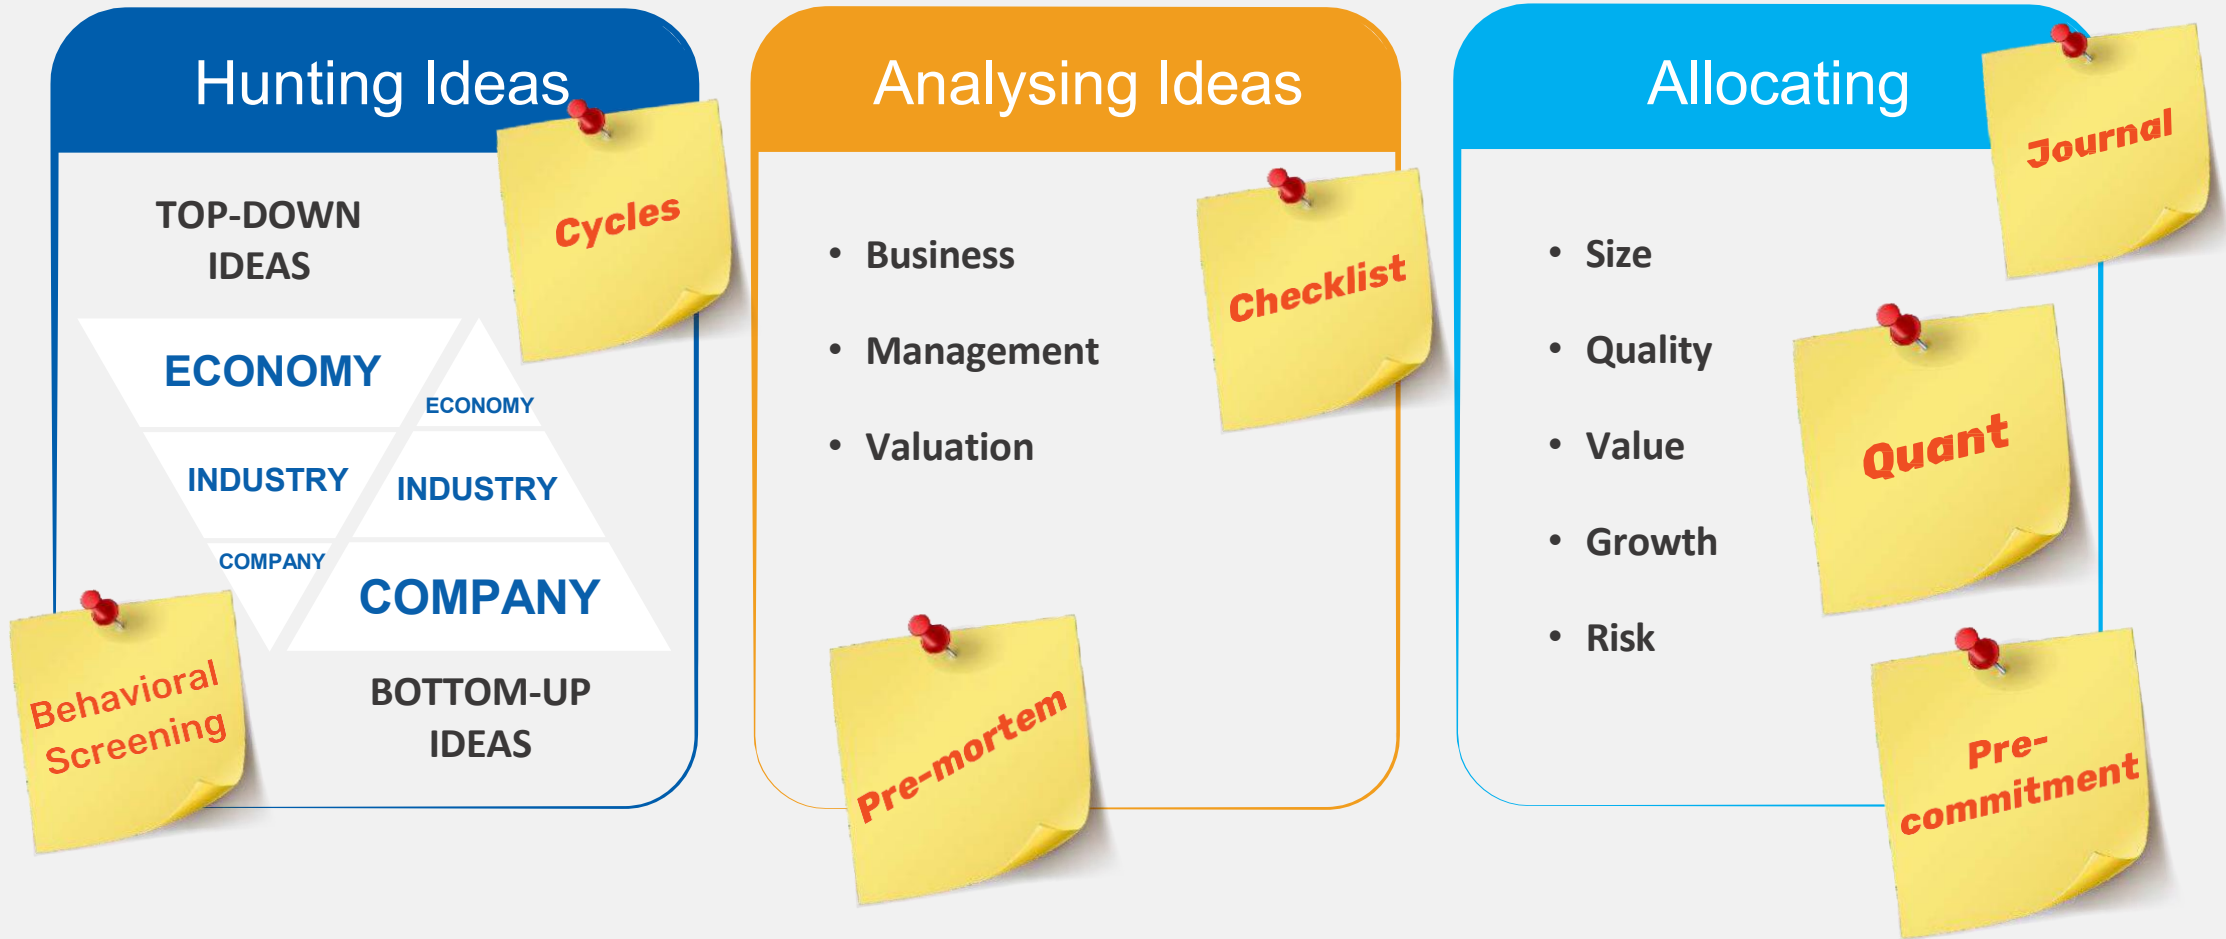 Hunting Ideas
Cycles
TOP-DOWN
IDEAS
ECONOMY
INDUSTRY
COMPANY
ECONOMY
INDUSTRY
COMPANY
BOTTOM-UP
IDEAS
Behavioral
Screening
Analysing Ideas
Checklist
• Business
• Management
• Valuation
Pre-mortem
Allocating
Journal
• Size
• Quality
• Value
• Growth
• Risk
Quant
Pre-
commitment